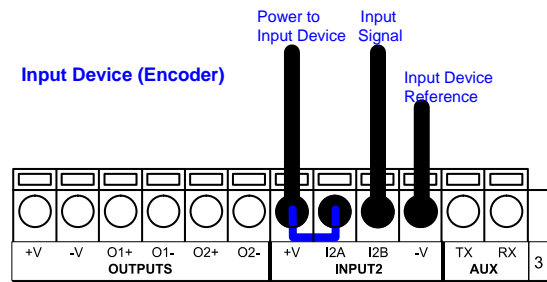 Power to
Input Device
Input
Signal
Input Device (Encoder)
Input Device
Reference
+V -V O1+ O1- O2+ O2- +V I2A I2B -V TX RX
OUTPUTS INPUT2 AUX 3